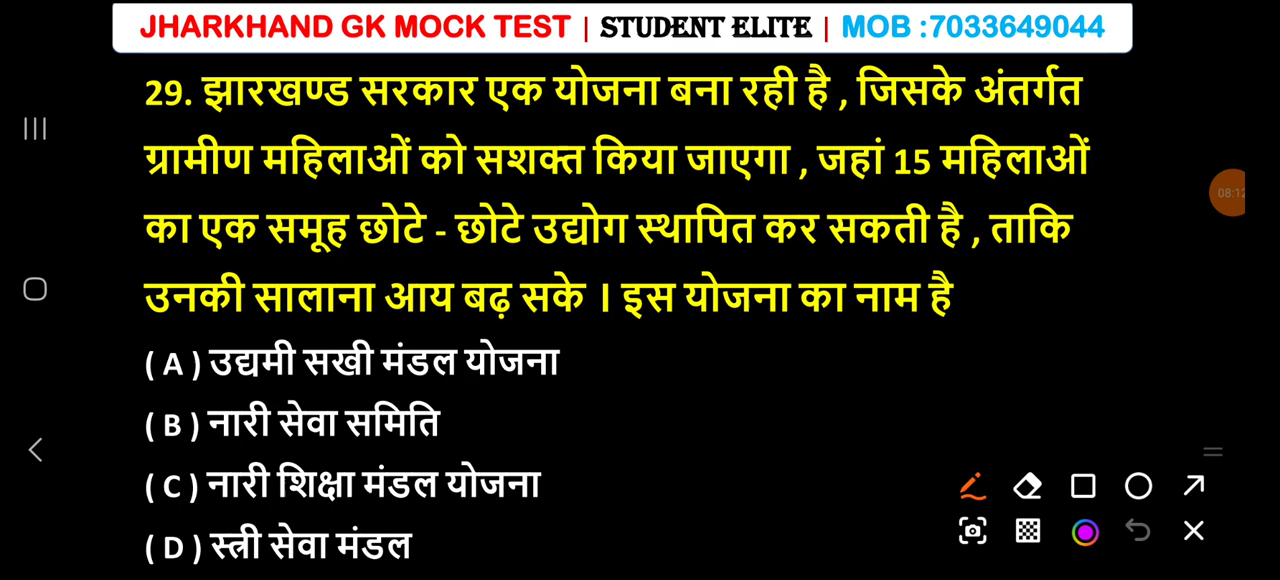 JHARKHAND GK MOCK TEST | STUDENT ELITE | MOB :7033649044
29. झारखण्ड सरकार एक योजना बना रही है , जिसके अंतर्गत
ग्रामीण महिलाओं को सशक्त किया जाएगा , जहां 15 महिलाओं
का एक समूह छोटे - छोटे उद्योग स्थापित कर सकती है , ताकि
उनकी सालाना आय बढ़ सके । इस योजना का नाम है
( A ) उद्यमी सखी मंडल योजना
( B ) नारी सेवा समिति
( C ) नारी शिक्षा मंडल योजना
( D ) स्त्री सेवा मंडल
08:12